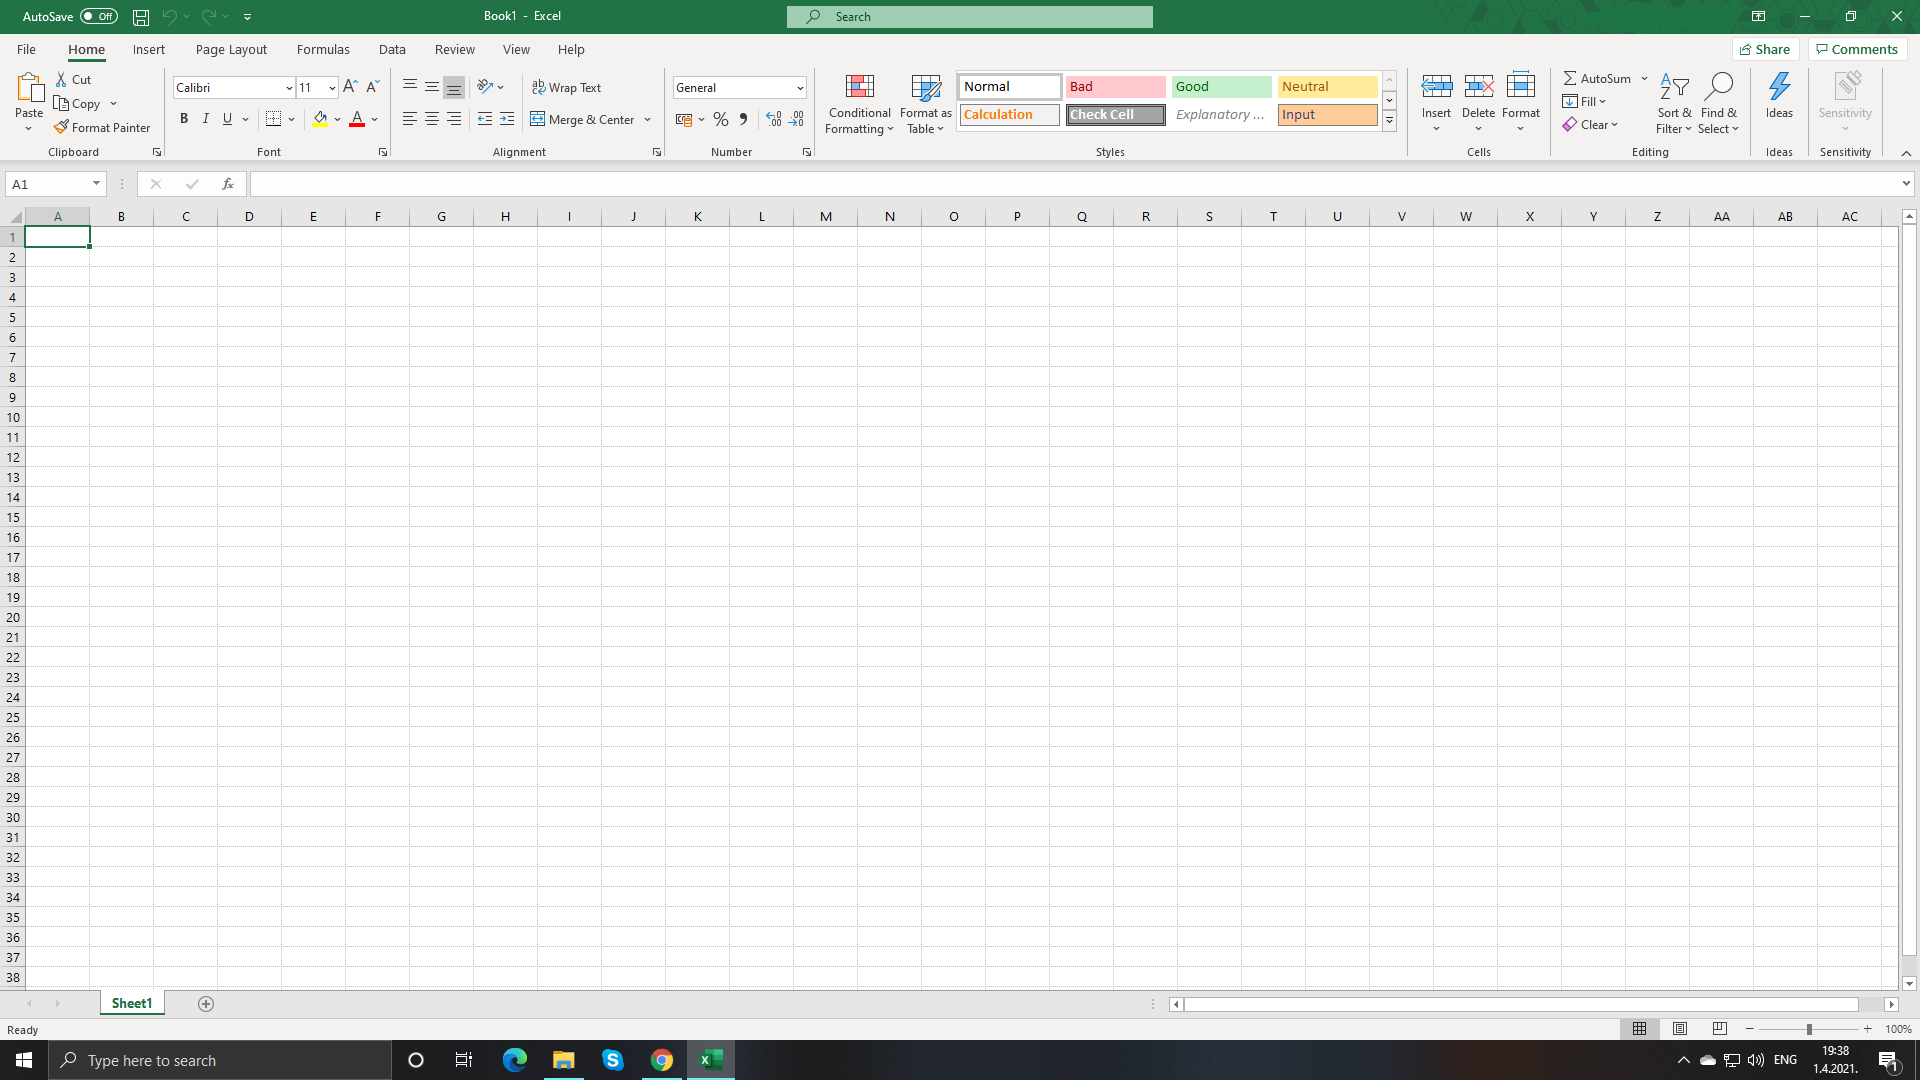 AutoSave Off Book1 - Excel Search
File Home Insert Page Layout Formulas Data Review View Help Share Comments
Paste Cut Copy Format Painter Clipboard
Calibri 11 B I U A Font
Wrap Text Merge & Center Alignment
General % Number
Conditional Formatting Format as Table
Normal Bad Good Neutral
Calculation Check Cell Explanatory ... Input
Styles
Insert Delete Format Cells
AutoSum Fill Clear Sort & Filter Find & Select Editing
Ideas Ideas
Sensitivity Sensitivity
A1 fx
A B C D E F G H I J K L M N O P Q R S T U V W X Y Z AA AB AC
1
2
3
4
5
6
7
8
9
10
11
12
13
14
15
16
17
18
19
20
21
22
23
24
25
26
27
28
29
30
31
32
33
34
35
36
37
38
Sheet1
Ready 100%
Type here to search ENG 19:38
1.4.2021. 1